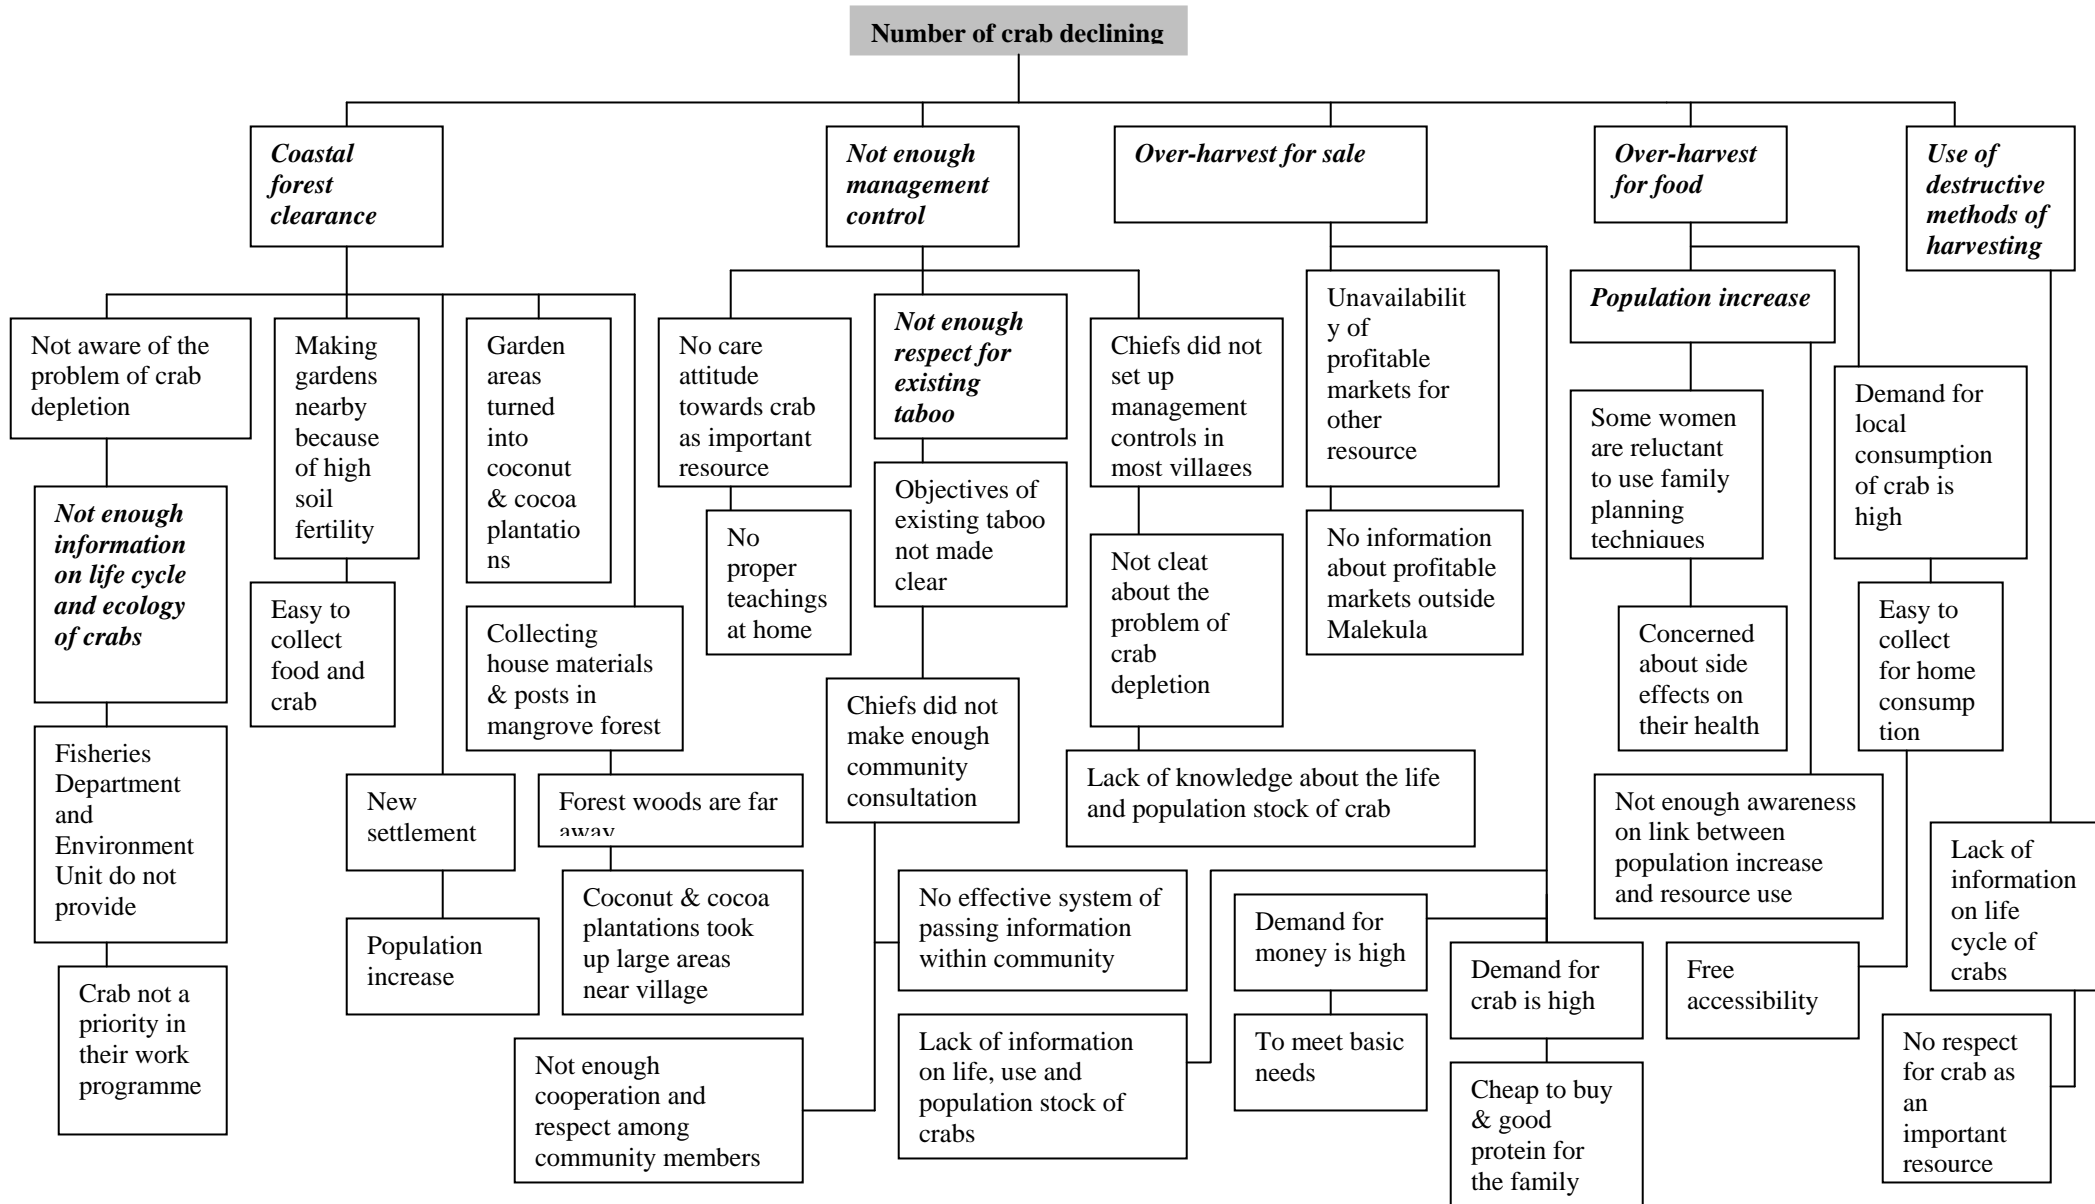 Number of crab declining
Coastal
forest
clearance
Not enough
management
control
Over-harvest for sale
Over-harvest
for food
Use of
destructive
methods of
harvesting
Not aware of the
problem of crab
depletion
Making
gardens
nearby
because
of high
soil
fertility
Garden
areas
turned
into
coconut
& cocoa
plantatio
ns
No care
attitude
towards crab
as important
resource
Not enough
respect for
existing
taboo
Chiefs did not
set up
management
controls in
most villages
Unavailabilit
y of
profitable
markets for
other
resource
Population increase
Demand for
local
consumption
of crab is
high
Some women
are reluctant
to use family
planning
techniques
Not enough
information
on life cycle
and ecology
of crabs
Easy to
collect
food and
crab
Collecting
house materials
& posts in
mangrove forest
No
proper
teachings
at home
Objectives of
existing taboo
not made
clear
Not cleat
about the
problem of
crab
depletion
No information
about profitable
markets outside
Malekula
Concerned
about side
effects on
their health
Easy to
collect
for home
consump
tion
Fisheries
Department
and
Environment
Unit do not
provide
New
settlement
Forest woods are far
away
Chiefs did not
make enough
community
consultation
Lack of knowledge about the life
and population stock of crab
Not enough awareness
on link between
population increase
and resource use
Lack of
information
on life
cycle of
crabs
Population
increase
Coconut & cocoa
plantations took
up large areas
near village
No effective system of
passing information
within community
Demand for
money is high
Demand for
crab is high
Free
accessibility
Crab not a
priority in
their work
programme
Not enough
cooperation and
respect among
community members
Lack of information
on life, use and
population stock of
crabs
To meet basic
needs
Cheap to buy
& good
protein for
the family
No respect
for crab as
an
important
resource